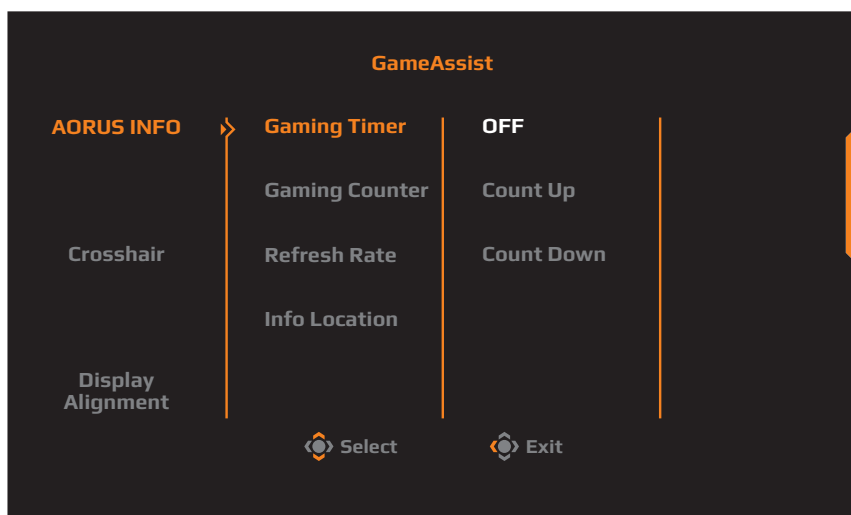 GameAssist
AORUS INFO
Gaming Timer
OFF
Gaming Counter
Count Up
Crosshair
Refresh Rate
Count Down
Info Location
Display
Alignment
Select
Exit